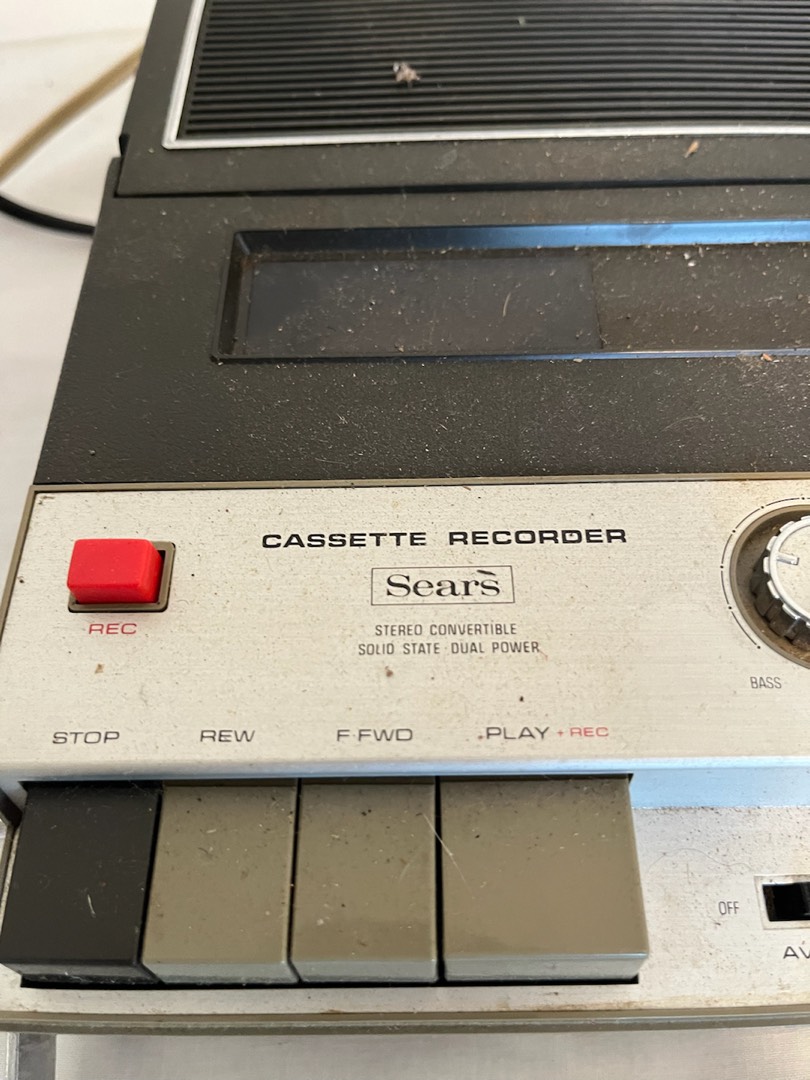 CASSETTE RECORDER
Sears
STEREO CONVERTIBLE
SOLID STATE · DUAL POWER
REC
BASS
STOP REW F·FWD PLAY + REC
OFF